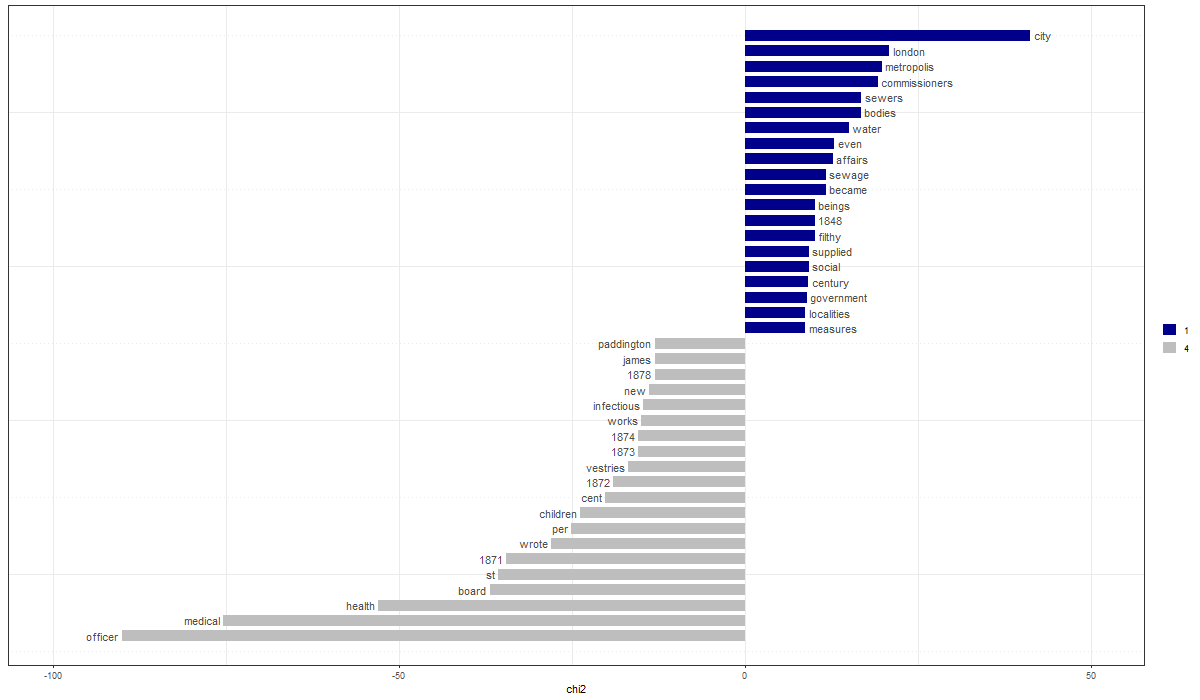 city
london
metropolis
commissioners
sewers
bodies
water
even
affairs
sewage
became
beings
1848
filthy
supplied
social
century
government
localities
measures
paddington
james
1878
new
infectious
works
1874
1873
vestries
1872
cent
children
per
wrote
1871
st
board
health
medical
officer
1
4
-100 -50 0 50
chi2